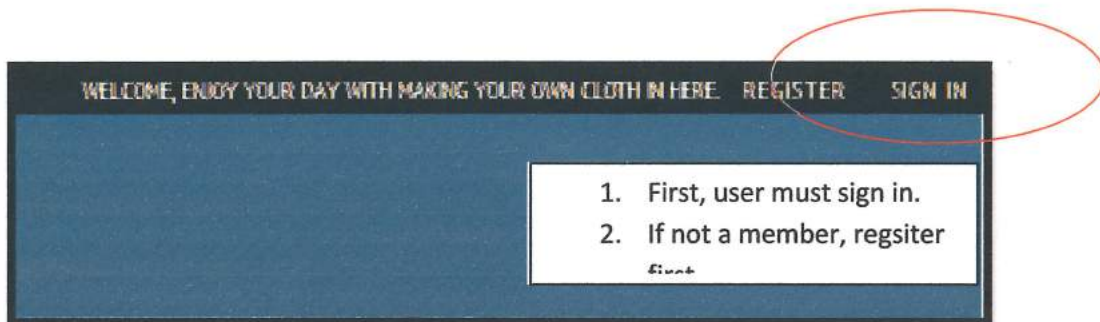 WELCOME, ENJOY YOUR DAY WITH MAKING YOUR OWN CLOTH IN HERE. REGISTER SIGN IN
1. First, user must sign in.
2. If not a member, regsiter
first